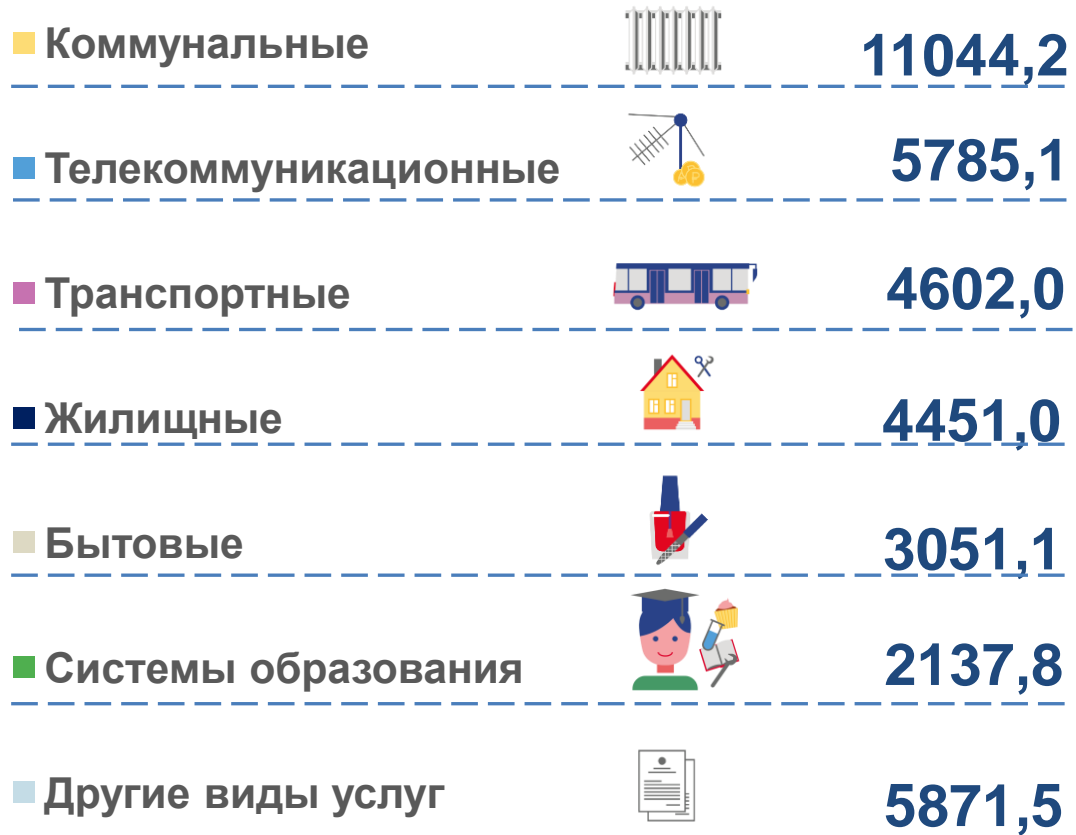 Коммунальные 11044,2
Телекоммуникационные 5785,1
Транспортные 4602,0
Жилищные 4451,0
Бытовые 3051,1
Системы образования 2137,8
Другие виды услуг 5871,5